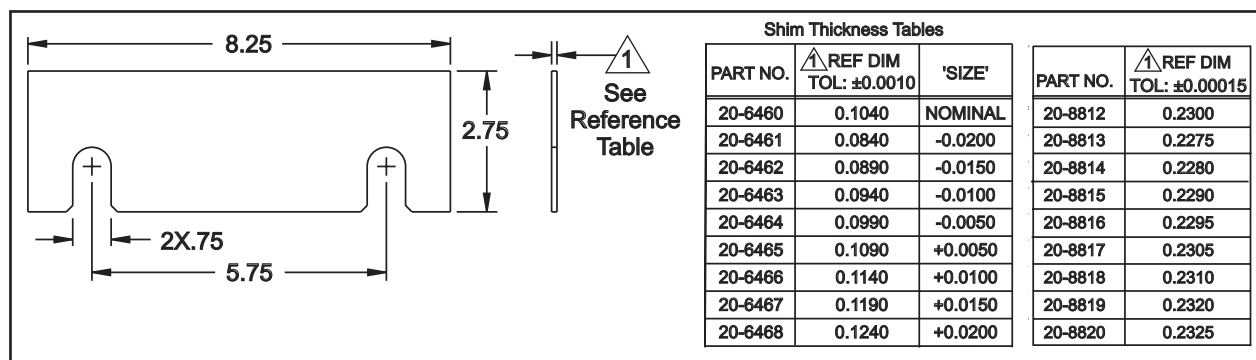 8.25
1
See
Reference
Table
2.75
2X.75
5.75
Shim Thickness Tables
PART NO. 1 REF DIM TOL: ±0.0010 'SIZE'
20-6460 0.1040 NOMINAL
20-6461 0.0840 -0.0200
20-6462 0.0890 -0.0150
20-6463 0.0940 -0.0100
20-6464 0.0990 -0.0050
20-6465 0.1090 +0.0050
20-6466 0.1140 +0.0100
20-6467 0.1190 +0.0150
20-6468 0.1240 +0.0200
PART NO. 1 REF DIM TOL: ±0.00015
20-8812 0.2300
20-8813 0.2275
20-8814 0.2280
20-8815 0.2290
20-8816 0.2295
20-8817 0.2305
20-8818 0.2310
20-8819 0.2320
20-8820 0.2325